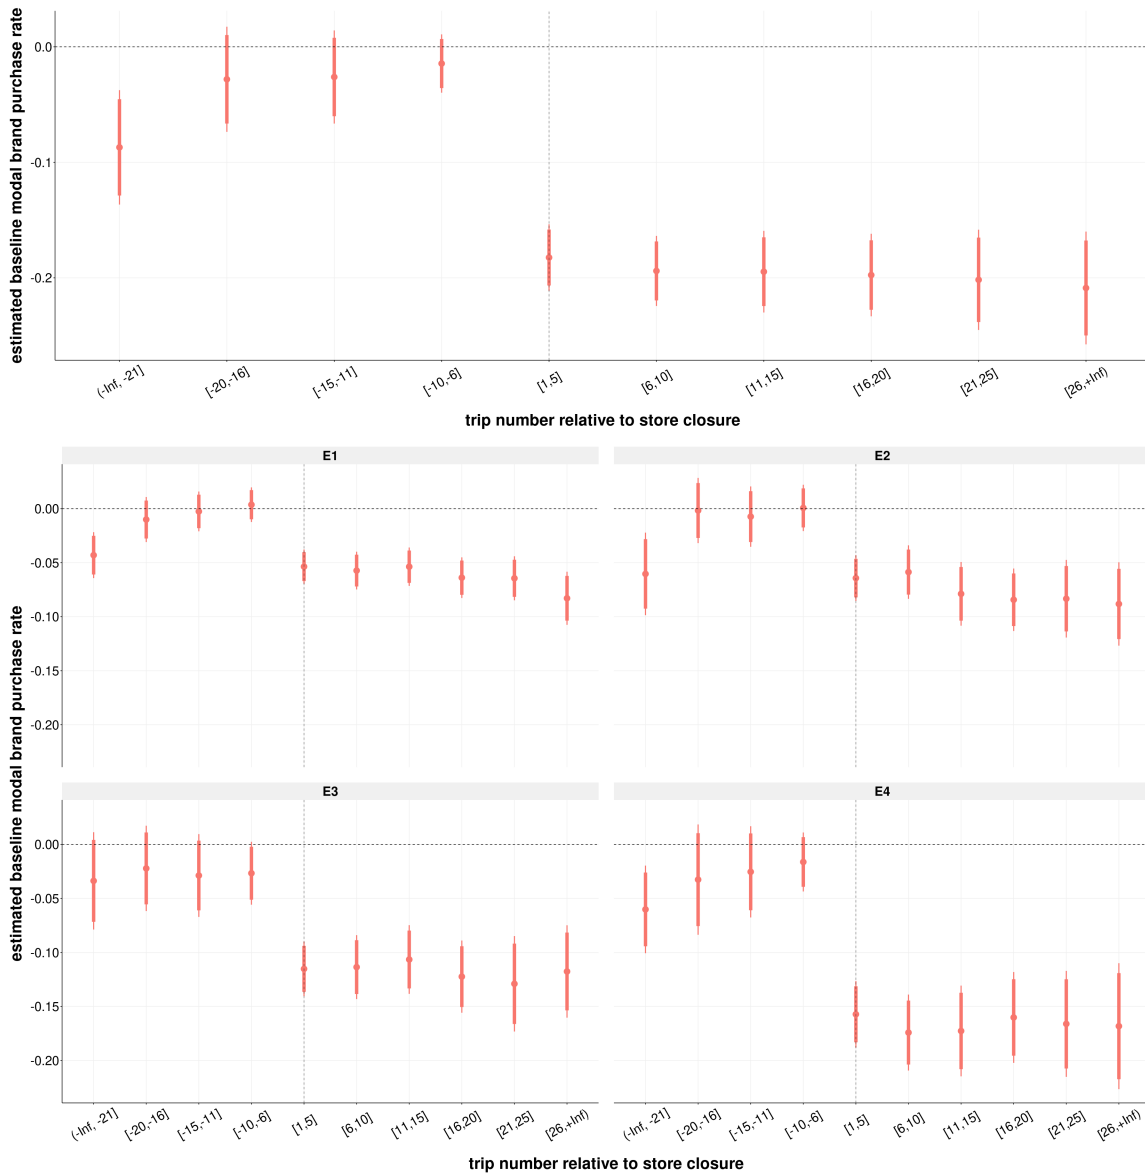 estimated baseline modal brand purchase rate
0.0
-0.1
-0.2
(-Inf, -21]
[-20,-16]
[-15,-11]
[-10,-6]
[1,5]
[6,10]
[11,15]
[16,20]
[21,25]
[26,+Inf)
trip number relative to store closure
estimated baseline modal brand purchase rate
E1
E2
0.00
-0.05
-0.10
-0.15
-0.20
E3
E4
0.00
-0.05
-0.10
-0.15
-0.20
(-Inf, -21]
[-20,-16]
[-15,-11]
[-10,-6]
[1,5]
[6,10]
[11,15]
[16,20]
[21,25]
[26,+Inf)
(-Inf, -21]
[-20,-16]
[-15,-11]
[-10,-6]
[1,5]
[6,10]
[11,15]
[16,20]
[21,25]
[26,+Inf)
trip number relative to store closure